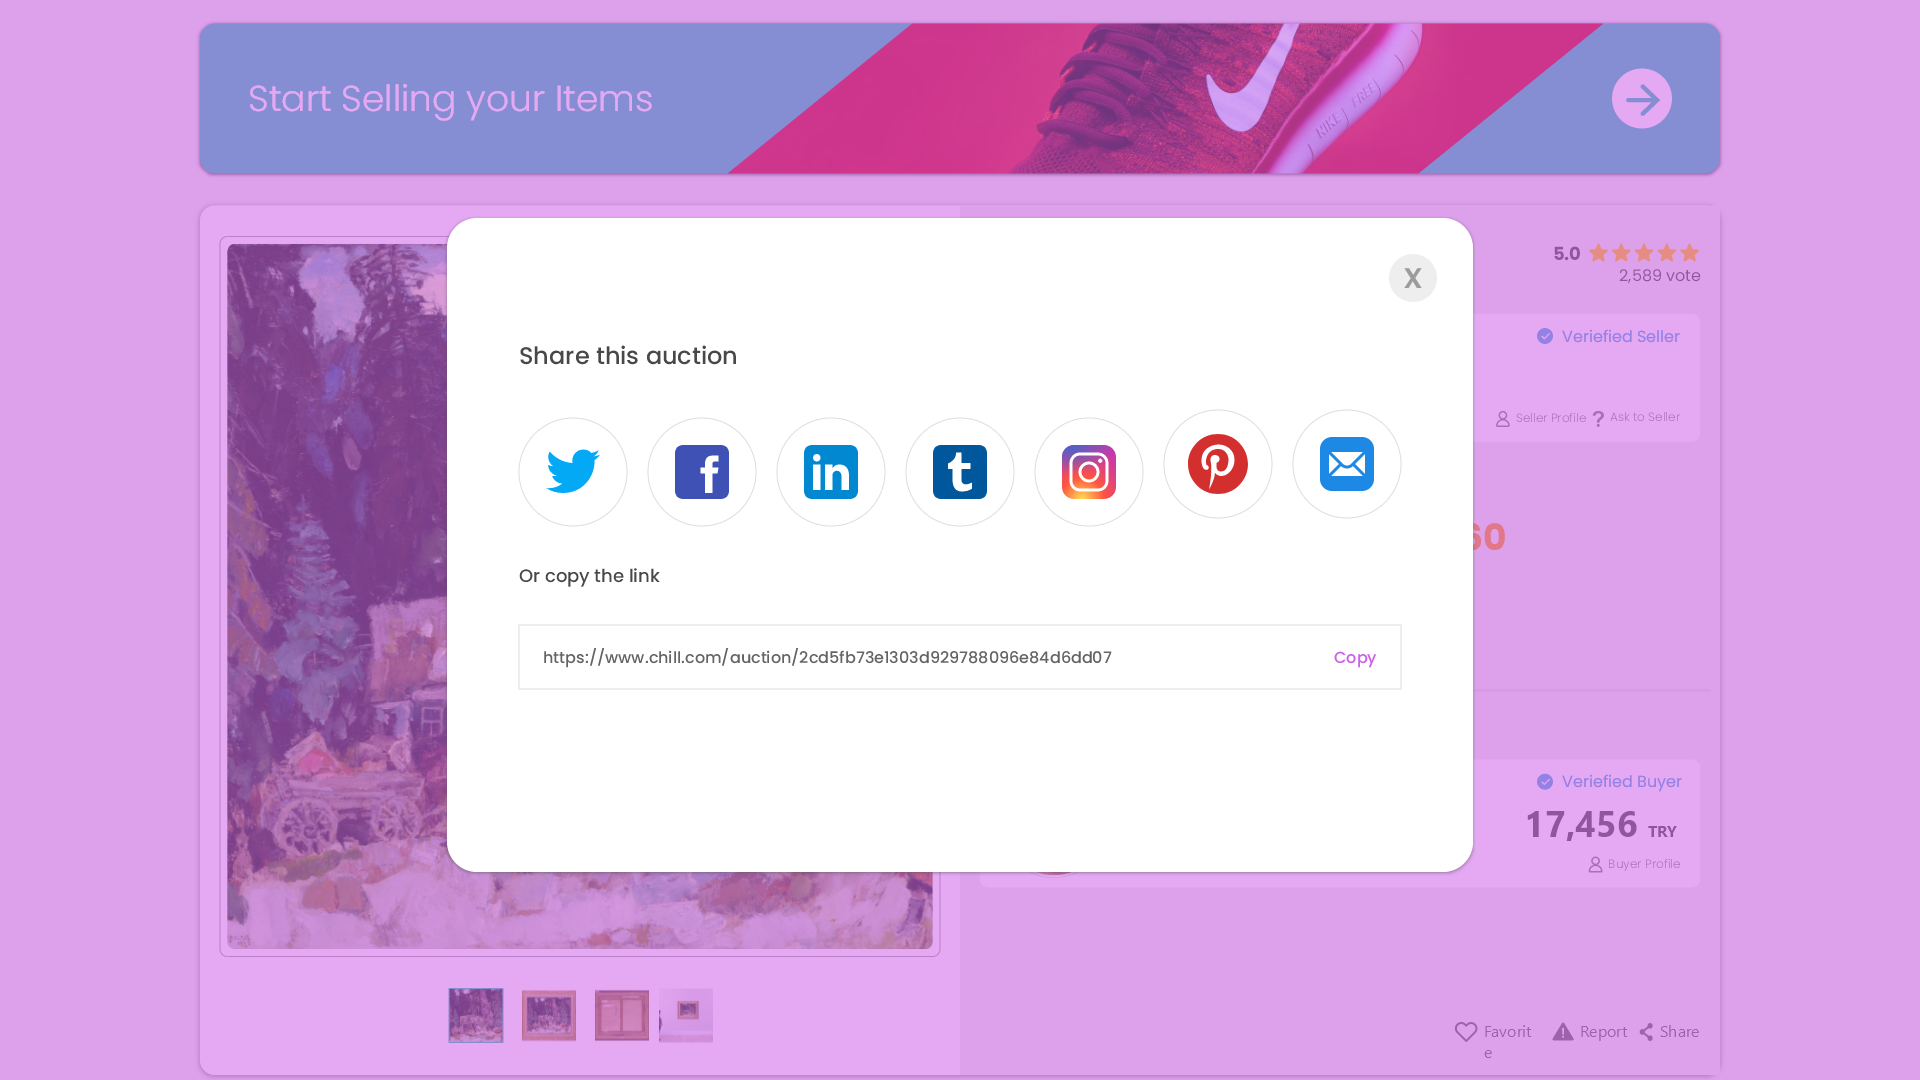 Start Selling your Items
NIKE FREE
X
5.0
2,589 vote
Veriefied Seller
Share this auction
Seller Profile
? Ask to Seller
Or copy the link
https://www.chill.com/auction/2cd5fb73e1303d929788096e84d6dd07
Copy
Veriefied Buyer
17,456 TRY
Buyer Profile
Favorit
e
Report
Share